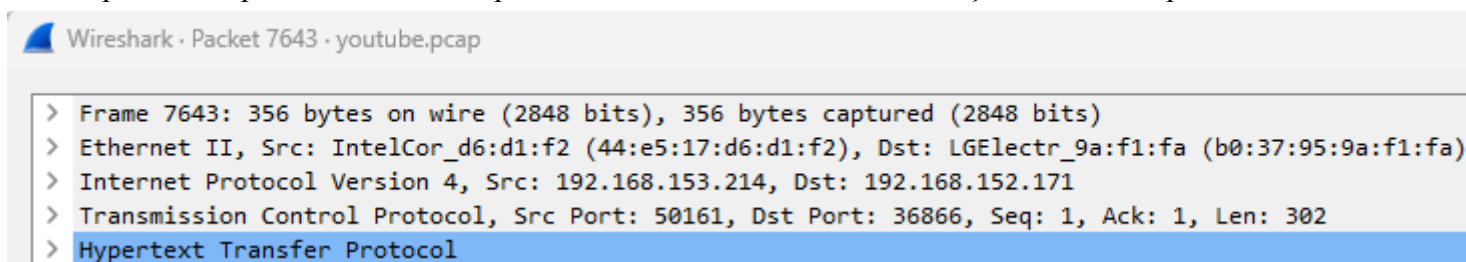 Wireshark · Packet 7643 · youtube.pcap
> Frame 7643: 356 bytes on wire (2848 bits), 356 bytes captured (2848 bits)
> Ethernet II, Src: IntelCor_d6:d1:f2 (44:e5:17:d6:d1:f2), Dst: LGElectr_9a:f1:fa (b0:37:95:9a:f1:fa)
> Internet Protocol Version 4, Src: 192.168.153.214, Dst: 192.168.152.171
> Transmission Control Protocol, Src Port: 50161, Dst Port: 36866, Seq: 1, Ack: 1, Len: 302
> Hypertext Transfer Protocol